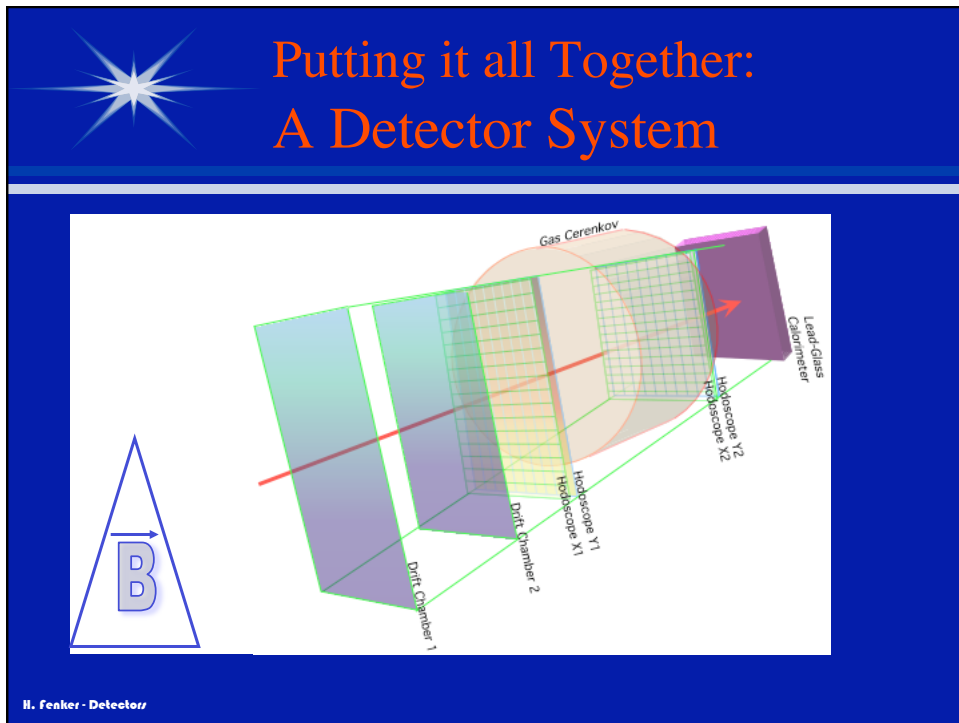 Putting it all Together:
A Detector System
Gas Cerenkov
Lead-Glass
Calorimeter
Hodoscope Y2
Hodoscope X2
Hodoscope Y1
Hodoscope X1
Drift Chamber 2
Drift Chamber 1
B
H. Fenker - Detectors